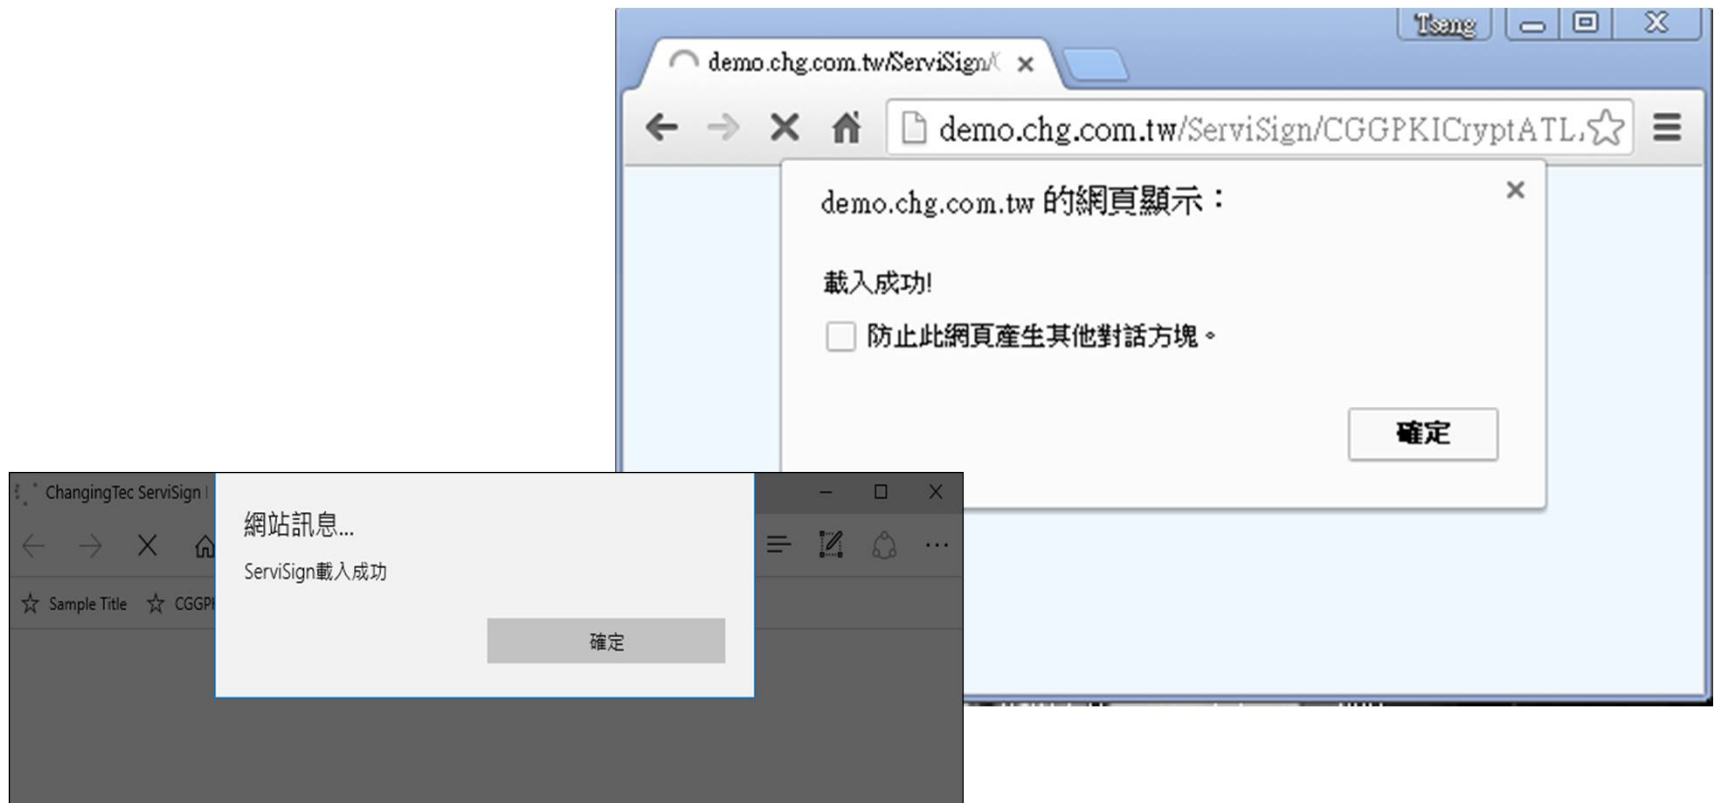 Tseng
demo.chg.com.tw/ServiSign/
demo.chg.com.tw/ServiSign/CGGPKICryptATL
demo.chg.com.tw 的網頁顯示：
載入成功!
防止此網頁產生其他對話方塊。
確定
ChangingTec ServiSign
網站訊息...
ServiSign載入成功
Sample Title
CGGP
確定